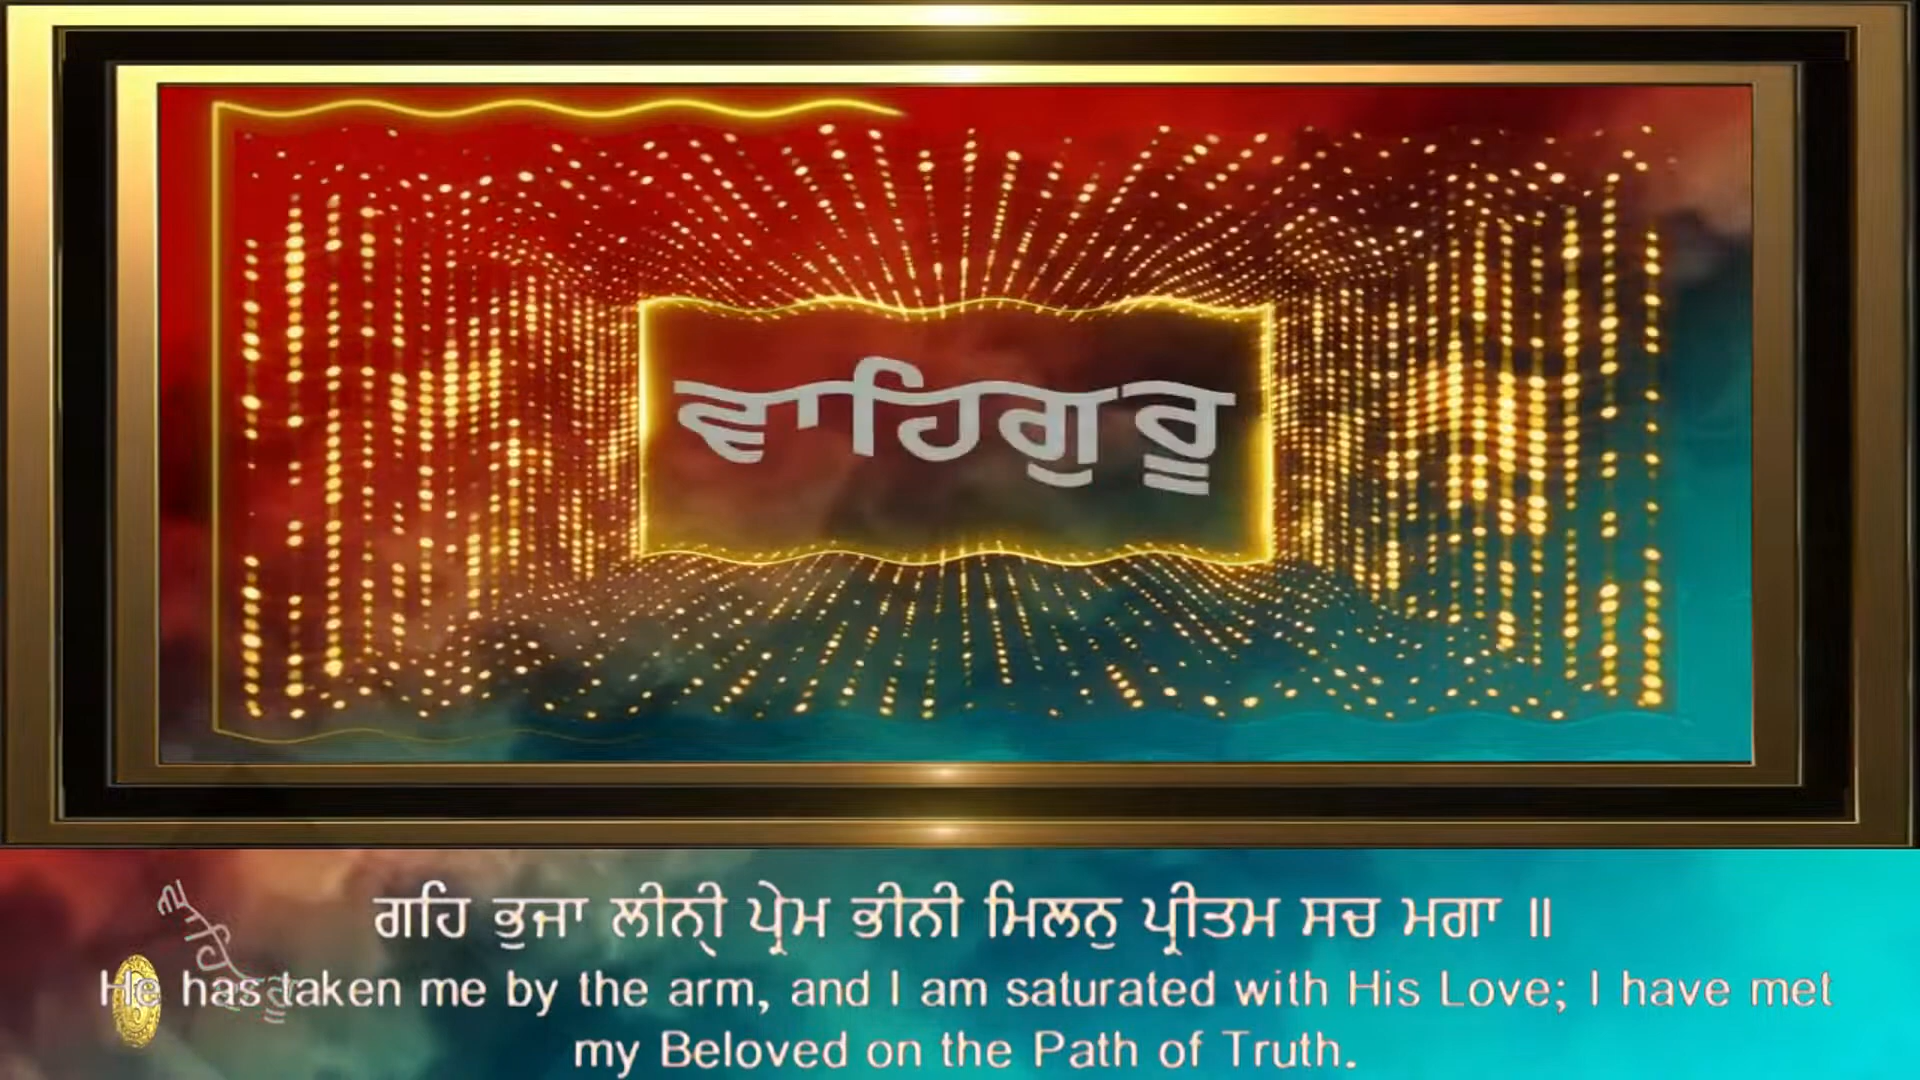 ਵਾਹਿਗੁਰੂ
ਗਹਿ ਭੁਜਾ ਲੀਨੑੀ ਪ੍ਰੇਮ ਭੀਨੀ ਮਿਲਨੁ ਪ੍ਰੀਤਮ ਸਚ ਮਗਾ ॥
ਵਾਹਿਗੁਰੂ
He has taken me by the arm, and I am saturated with His Love; I have met
my Beloved on the Path of Truth.